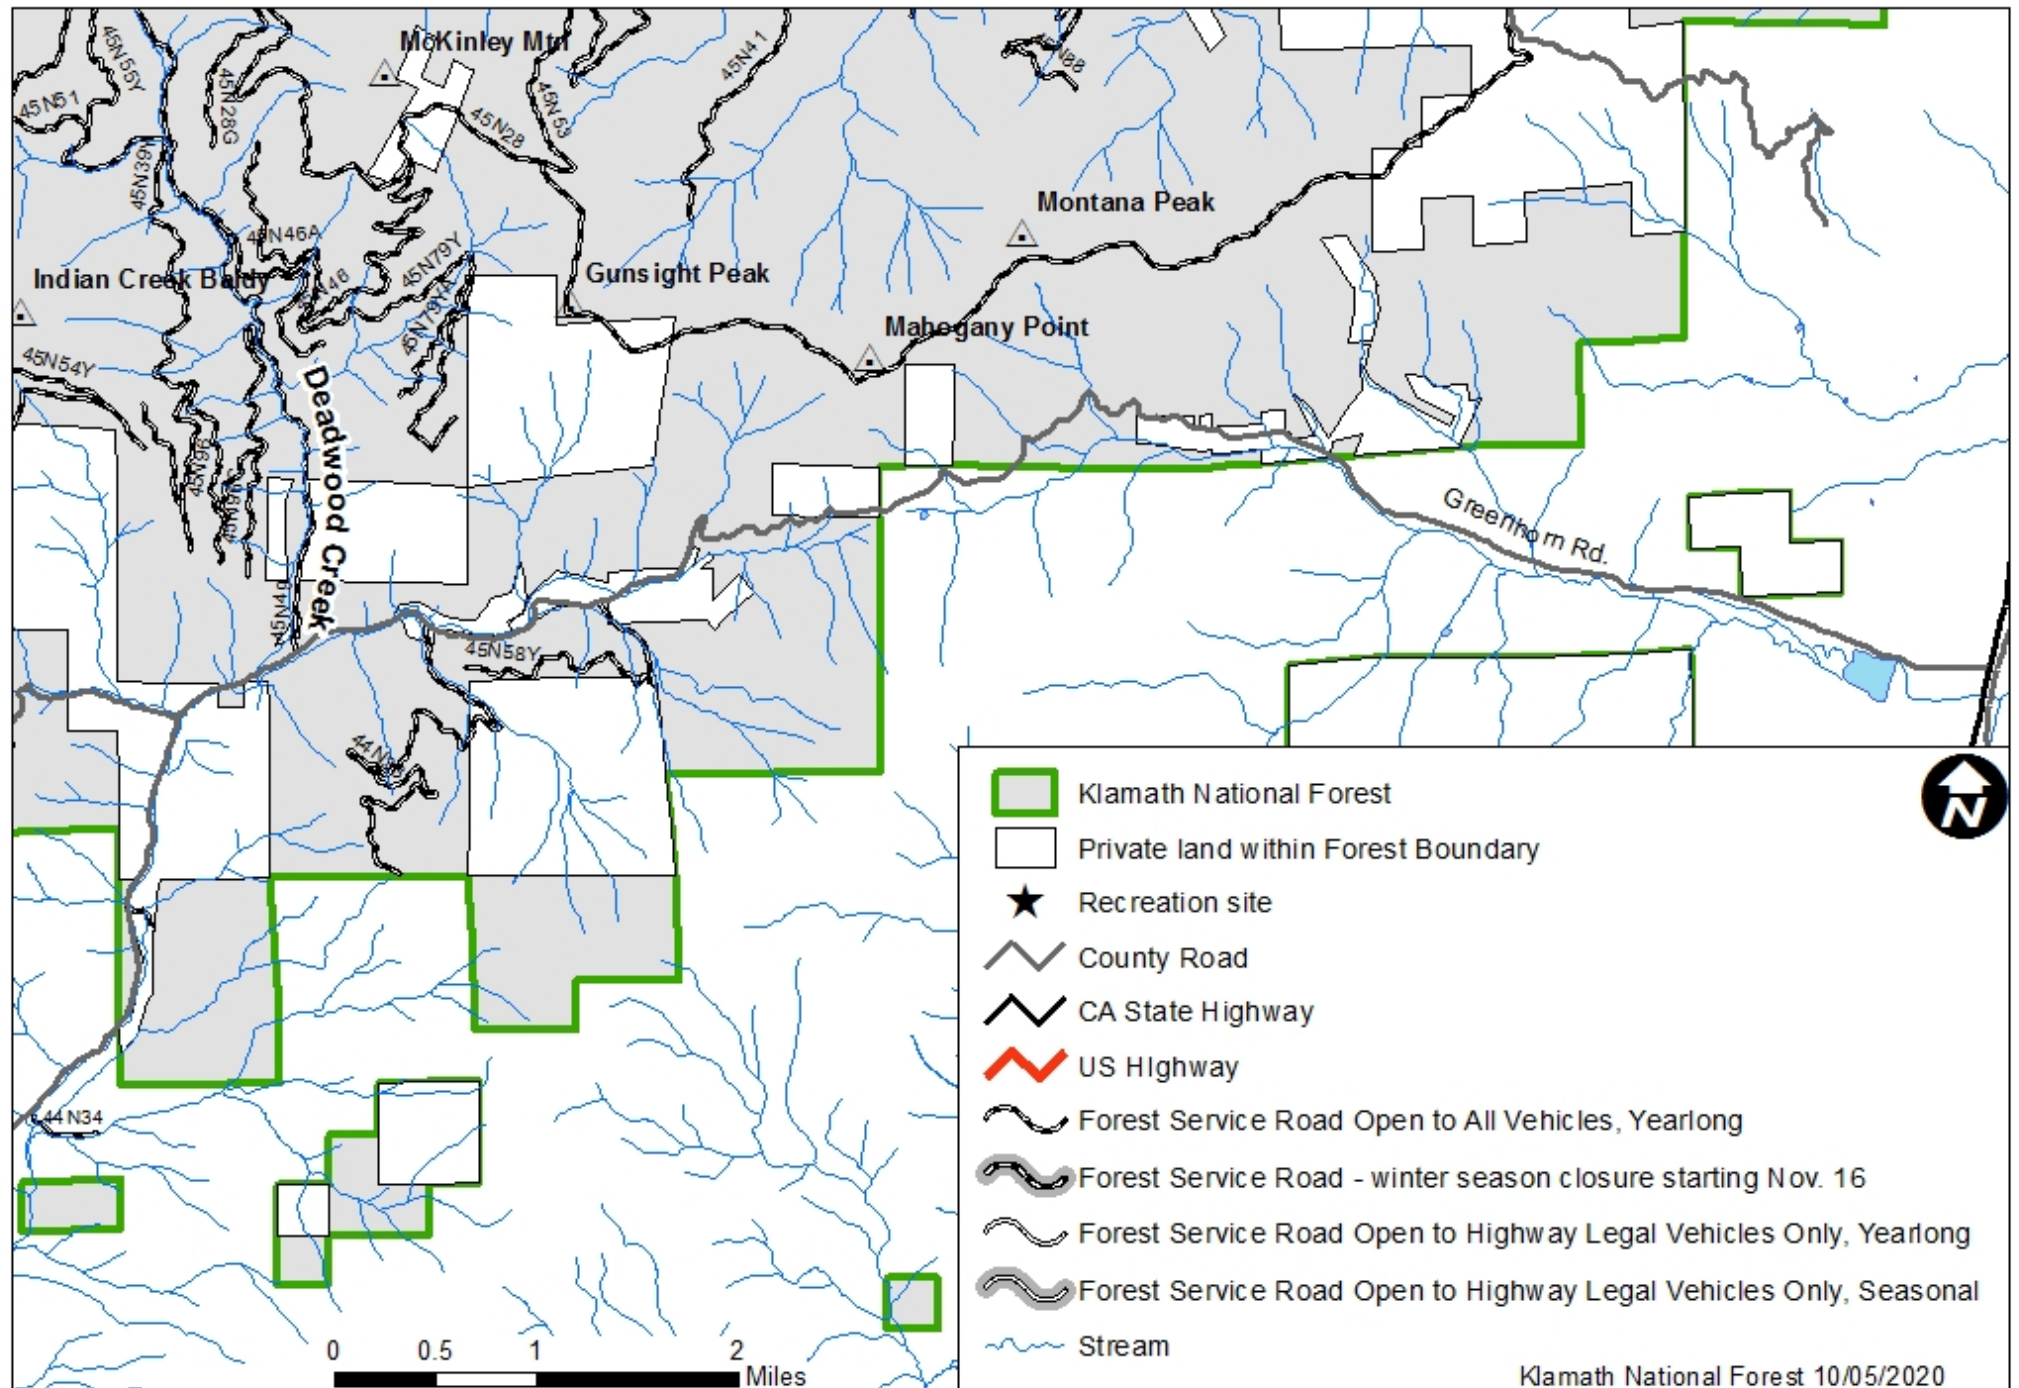 McKinley Mtn
45N55Y
45N51
45N28G
45N53
45N28
45N41
45N39
Montana Peak
45N46A
45N79Y
Gunsight Peak
Indian Creek Baldy
45N79YA
Mahogany Point
45N54Y
Deadwood Creek
Greenhorn Rd.
45N58Y
44N34
Klamath National Forest
Private land within Forest Boundary
Recreation site
County Road
CA State Highway
US HIghway
Forest Service Road Open to All Vehicles, Yearlong
Forest Service Road - winter season closure starting Nov. 16
Forest Service Road Open to Highway Legal Vehicles Only, Yearlong
Forest Service Road Open to Highway Legal Vehicles Only, Seasonal
Stream
N
0 0.5 1 2
Miles
Klamath National Forest 10/05/2020